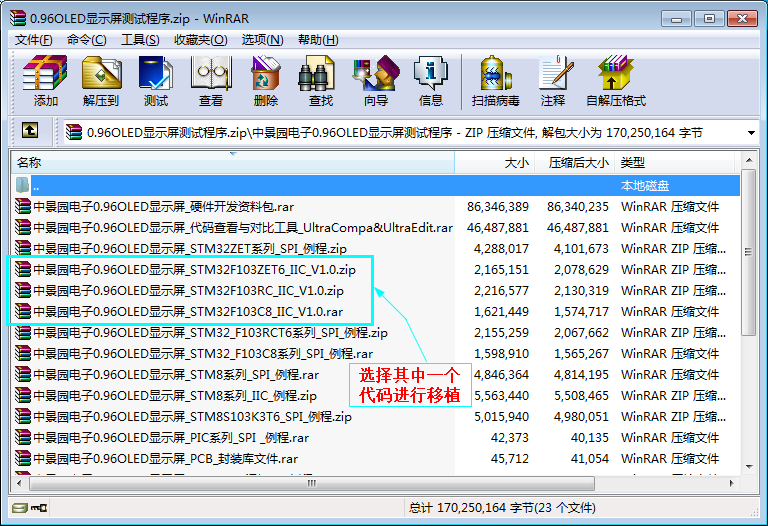 0.96OLED显示屏测试程序.zip - WinRAR
文件(F) 命令(C) 工具(S) 收藏夹(O) 选项(N) 帮助(H)
添加 解压到 测试 查看 删除 查找 向导 信息 扫描病毒 注释 自解压格式
0.96OLED显示屏测试程序.zip\中景园电子0.96OLED显示屏测试程序 - ZIP 压缩文件, 解包大小为 170,250,164 字节
名称 大小 压缩后大小 类型
.. 本地磁盘
中景园电子0.96OLED显示屏_硬件开发资料包.rar 86,346,389 86,340,235 WinRAR 压缩文件
中景园电子0.96OLED显示屏_代码查看与对比工具_UltraCompa&UltraEdit.rar 46,487,881 46,487,881 WinRAR 压缩文件
中景园电子0.96OLED显示屏_STM32ZET系列_SPI_例程.zip 4,288,017 4,101,673 WinRAR ZIP 压缩...
中景园电子0.96OLED显示屏_STM32F103ZET6_IIC_V1.0.zip 2,165,151 2,078,629 WinRAR ZIP 压缩...
中景园电子0.96OLED显示屏_STM32F103RC_IIC_V1.0.zip 2,216,577 2,130,319 WinRAR ZIP 压缩...
中景园电子0.96OLED显示屏_STM32F103C8_IIC_V1.0.rar 1,621,449 1,574,717 WinRAR 压缩文件
中景园电子0.96OLED显示屏_STM32_F103RCT6系列_SPI_例程.zip 2,155,259 2,067,662 WinRAR ZIP 压缩...
中景园电子0.96OLED显示屏_STM32_F103C8系列_SPI_例程.rar 1,598,910 1,565,267 WinRAR 压缩文件
中景园电子0.96OLED显示屏_STM8系列_SPI_例程.rar 4,846,364 4,814,195 WinRAR 压缩文件
中景园电子0.96OLED显示屏_STM8系列_IIC_例程.zip 5,563,440 5,508,465 WinRAR ZIP 压缩...
中景园电子0.96OLED显示屏_STM8S103K3T6_SPI_例程.zip 5,015,940 4,980,051 WinRAR ZIP 压缩...
中景园电子0.96OLED显示屏_PIC系列_SPI _例程.rar 42,373 40,135 WinRAR 压缩文件
中景园电子0.96OLED显示屏_PCB_封装库文件.rar 45,712 41,054 WinRAR 压缩文件
选择其中一个
代码进行移植
总计 170,250,164 字节(23 个文件)